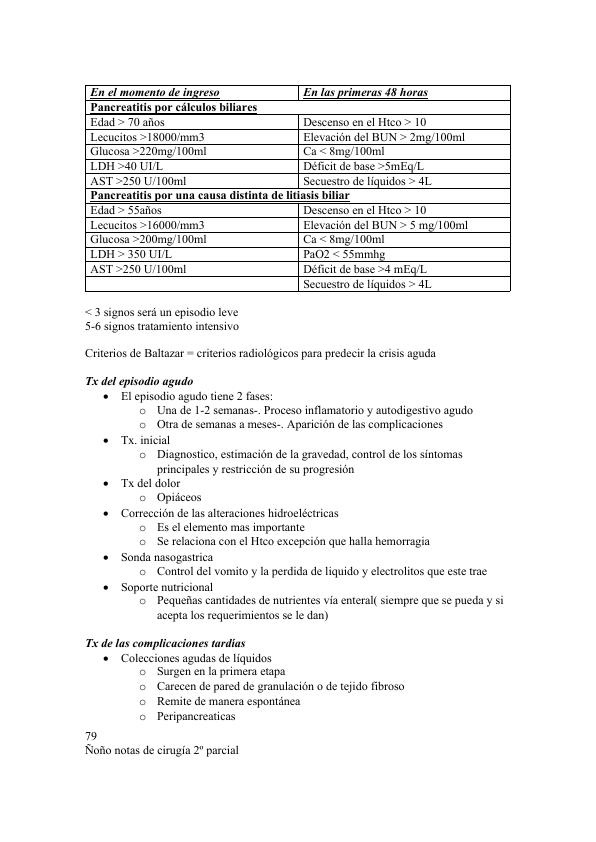 En el momento de ingreso En las primeras 48 horas
Pancreatitis por cálculos biliares
Edad > 70 años Descenso en el Htco > 10
Lecucitos >18000/mm3 Elevación del BUN > 2mg/100ml
Glucosa >220mg/100ml Ca < 8mg/100ml
LDH >40 UI/L Déficit de base >5mEq/L
AST >250 U/100ml Secuestro de líquidos > 4L
Pancreatitis por una causa distinta de litiasis biliar
Edad > 55años Descenso en el Htco > 10
Lecucitos >16000/mm3 Elevación del BUN > 5 mg/100ml
Glucosa >200mg/100ml Ca < 8mg/100ml
LDH > 350 UI/L PaO2 < 55mmhg
AST >250 U/100ml Déficit de base >4 mEq/L
Secuestro de líquidos > 4L
< 3 signos será un episodio leve
5-6 signos tratamiento intensivo
Criterios de Baltazar = criterios radiológicos para predecir la crisis aguda
Tx del episodio agudo
• El episodio agudo tiene 2 fases:
o Una de 1-2 semanas-. Proceso inflamatorio y autodigestivo agudo
o Otra de semanas a meses-. Aparición de las complicaciones
• Tx. inicial
o Diagnostico, estimación de la gravedad, control de los síntomas
principales y restricción de su progresión
• Tx del dolor
o Opiáceos
• Corrección de las alteraciones hidroeléctricas
o Es el elemento mas importante
o Se relaciona con el Htco excepción que halla hemorragia
• Sonda nasogastrica
o Control del vomito y la perdida de liquido y electrolitos que este trae
• Soporte nutricional
o Pequeñas cantidades de nutrientes vía enteral( siempre que se pueda y si
acepta los requerimientos se le dan)
Tx de las complicaciones tardías
• Colecciones agudas de líquidos
o Surgen en la primera etapa
o Carecen de pared de granulación o de tejido fibroso
o Remite de manera espontánea
o Peripancreaticas
79
Ñoño notas de cirugía 2º parcial